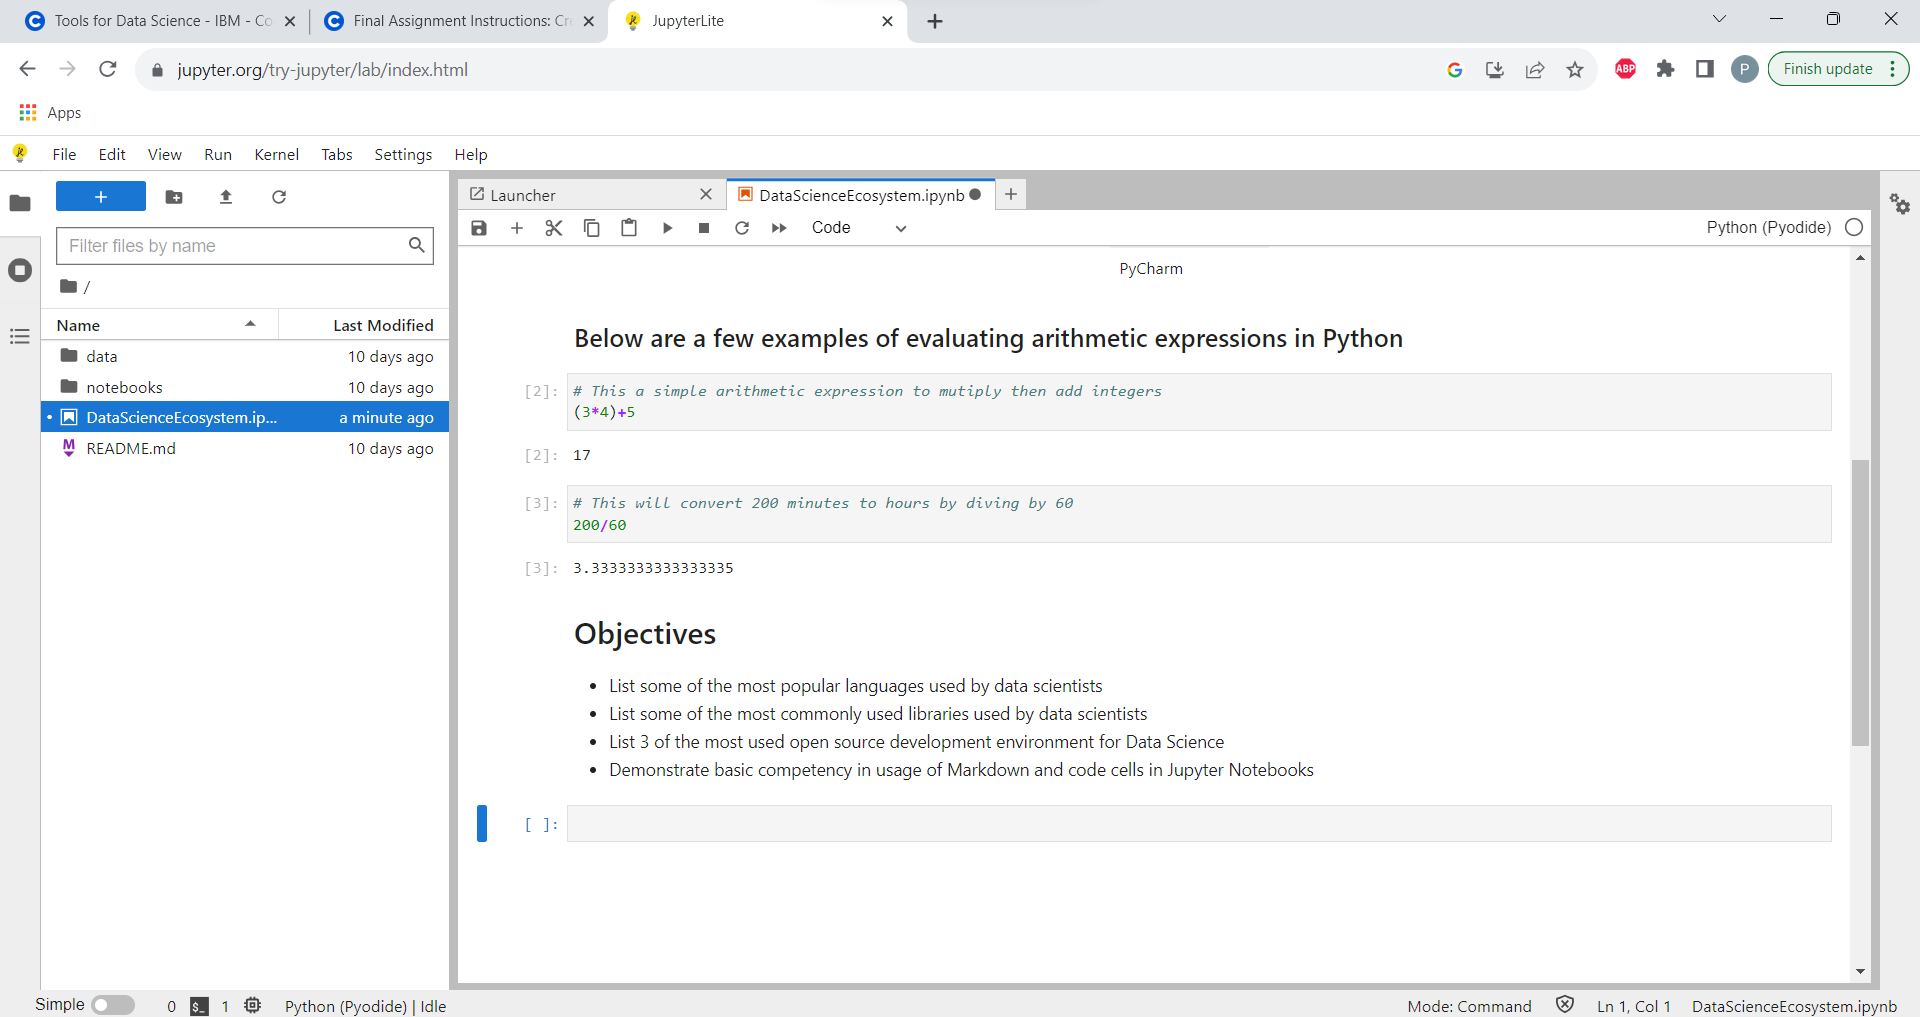 Tools for Data Science - IBM - Co
Final Assignment Instructions: Cr
JupyterLite
jupyter.org/try-jupyter/lab/index.html
ABP
P
Finish update
Apps
File Edit View Run Kernel Tabs Settings Help
Filter files by name
/
Name Last Modified
data 10 days ago
notebooks 10 days ago
DataScienceEcosystem.ip... a minute ago
README.md 10 days ago
Launcher
DataScienceEcosystem.ipynb
Code
Python (Pyodide)
PyCharm
Below are a few examples of evaluating arithmetic expressions in Python
[2]: # This a simple arithmetic expression to mutiply then add integers
(3*4)+5
[2]: 17
[3]: # This will convert 200 minutes to hours by diving by 60
200/60
[3]: 3.3333333333333335
Objectives
• List some of the most popular languages used by data scientists
• List some of the most commonly used libraries used by data scientists
• List 3 of the most used open source development environment for Data Science
• Demonstrate basic competency in usage of Markdown and code cells in Jupyter Notebooks
[ ]:
Simple 0 $_ 1 Python (Pyodide) | Idle
Mode: Command Ln 1, Col 1 DataScienceEcosystem.ipynb